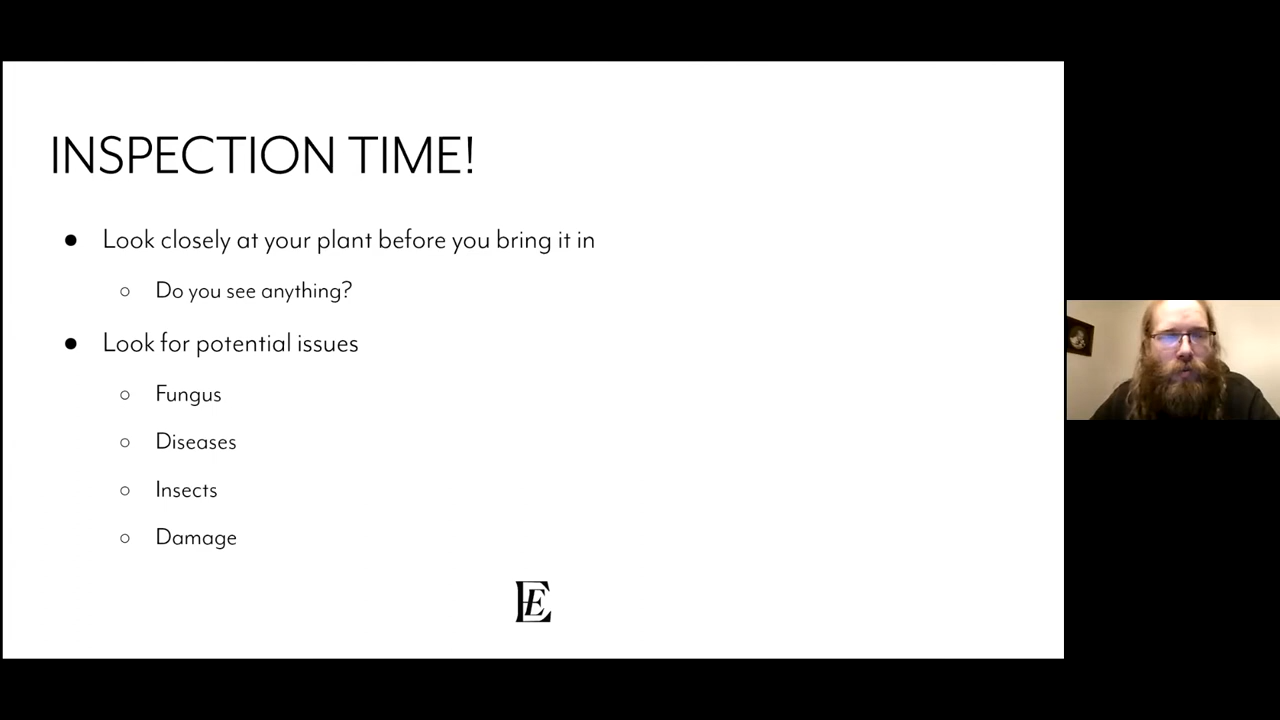 INSPECTION TIME!
● Look closely at your plant before you bring it in
○ Do you see anything?
● Look for potential issues
○ Fungus
○ Diseases
○ Insects
○ Damage
EE